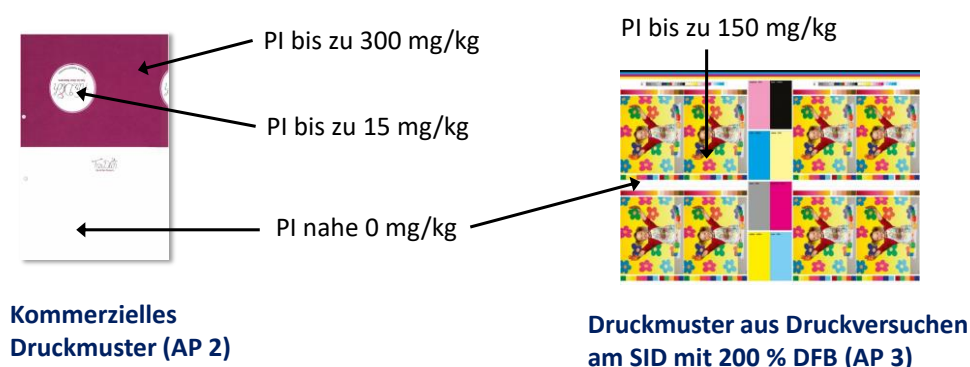 PI bis zu 300 mg/kg
PI bis zu 150 mg/kg
PI bis zu 15 mg/kg
PI nahe 0 mg/kg
Kommerzielles
Druckmuster (AP 2)
Druckmuster aus Druckversuchen
am SID mit 200 % DFB (AP 3)